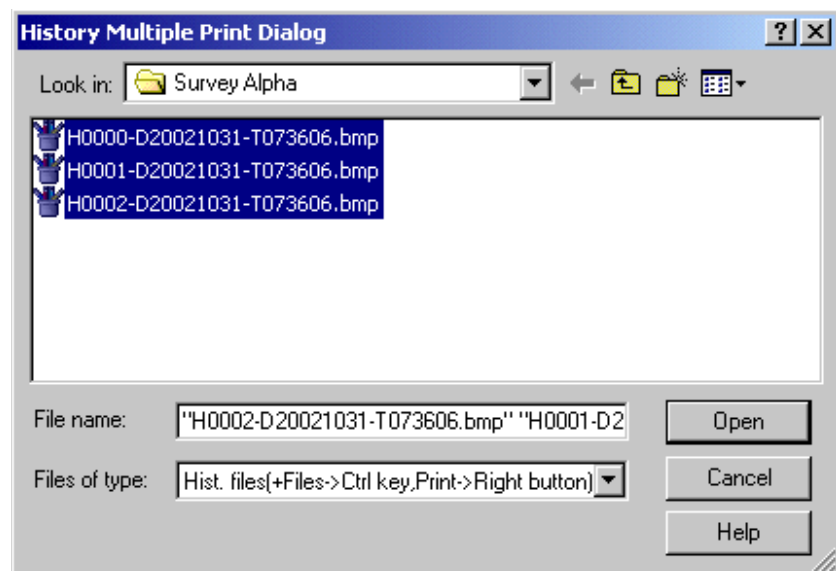 History Multiple Print Dialog
Look in: Survey Alpha
H0000-D20021031-T073606.bmp
H0001-D20021031-T073606.bmp
H0002-D20021031-T073606.bmp
File name: "H0002-D20021031-T073606.bmp" "H0001-D2 Open
Files of type: Hist. files(+Files->Ctrl key,Print->Right button) Cancel
Help